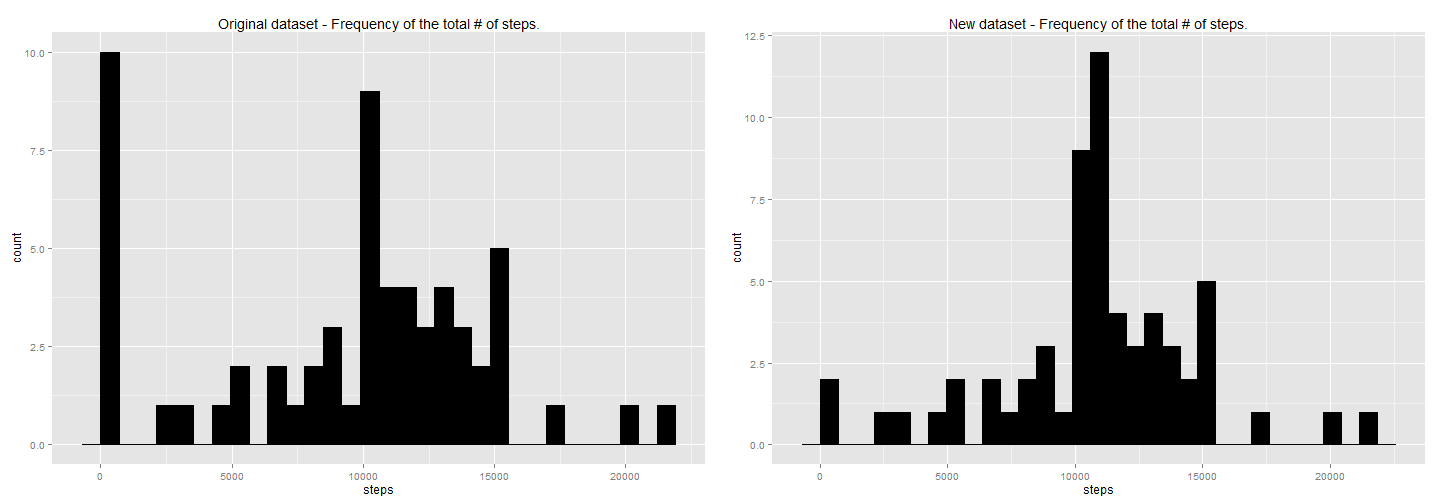 Original dataset - Frequency of the total # of steps.
10.0
7.5
5.0
2.5
0.0
count
0 5000 10000 15000 20000
steps
New dataset - Frequency of the total # of steps.
12.5
10.0
7.5
5.0
2.5
0.0
count
0 5000 10000 15000 20000
steps